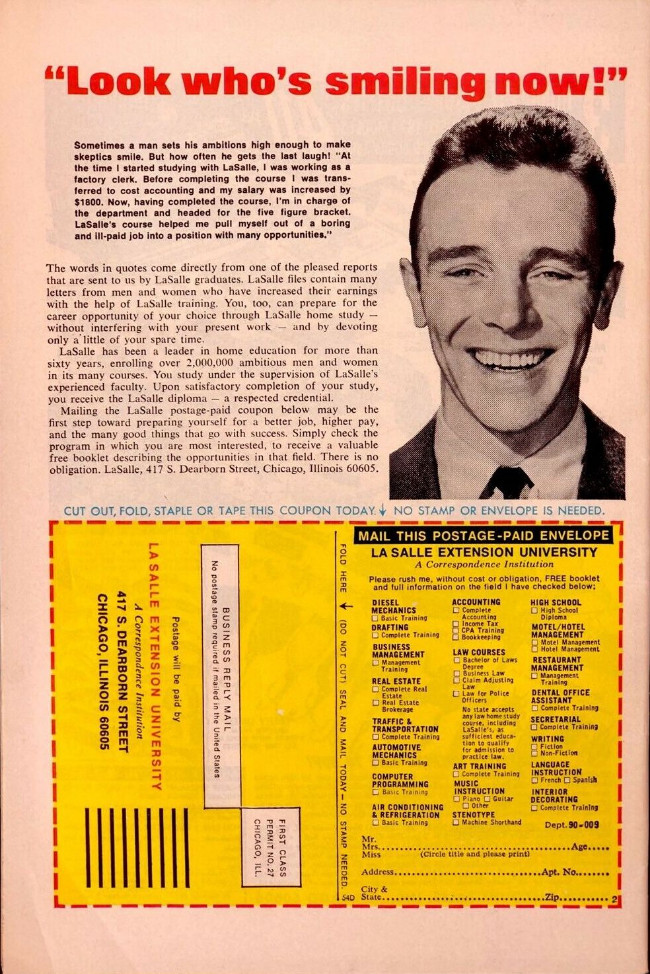 “Look who’s smiling now!”
Sometimes a man sets his ambitions high enough to make
skeptics smile. But how often he gets the last laugh! “At
the time I started studying with LaSalle, I was working as a
factory clerk. Before completing the course I was trans-
ferred to cost accounting and my salary was increased by
$1800. Now, having completed the course, I’m in charge of
the department and headed for the five figure bracket.
LaSalle’s course helped me pull myself out of a boring
and ill-paid job into a position with many opportunities.”
The words in quotes come directly from one of the pleased reports
that are sent to us by LaSalle graduates. LaSalle files contain many
letters from men and women who have increased their earnings
with the help of LaSalle training. You, too, can prepare for the
career opportunity of your choice through LaSalle home study —
without interfering with your present work — and by devoting
only a little of your spare time.
LaSalle has been a leader in home education for more than
sixty years, enrolling over 2,000,000 ambitious men and women
in its many courses. You study under the supervision of LaSalle’s
experienced faculty. Upon satisfactory completion of your study,
you receive the LaSalle diploma — a respected credential.
Mailing the LaSalle postage-paid coupon below may be the
first step toward preparing yourself for a better job, higher pay,
and the many good things that go with success. Simply check the
program in which you are most interested, to receive a valuable
free booklet describing the opportunities in that field. There is no
obligation. LaSalle, 417 S. Dearborn Street, Chicago, Illinois 60605.
CUT OUT, FOLD, STAPLE OR TAPE THIS COUPON TODAY ↓ NO STAMP OR ENVELOPE IS NEEDED.
BUSINESS REPLY MAIL
No postage stamp required if mailed in the United States
FIRST CLASS
PERMIT NO. 27
CHICAGO, ILL.
Postage will be paid by
LASALLE EXTENSION UNIVERSITY
A Correspondence Institution
417 S. DEARBORN STREET
CHICAGO, ILLINOIS 60605
FOLD HERE ↓ (DO NOT CUT) SEAL AND MAIL TODAY — NO STAMP NEEDED.
54D
MAIL THIS POSTAGE-PAID ENVELOPE
LA SALLE EXTENSION UNIVERSITY
A Correspondence Institution
Please rush me, without cost or obligation, FREE booklet
and full information on the field I have checked below:
DIESEL
MECHANICS
☐ Basic Training
DRAFTING
☐ Complete Training
BUSINESS
MANAGEMENT
☐ Management
Training
REAL ESTATE
☐ Complete Real
Estate
☐ Real Estate
Brokerage
TRAFFIC &
TRANSPORTATION
☐ Complete Training
AUTOMOTIVE
MECHANICS
☐ Basic Training
COMPUTER
PROGRAMMING
☐ Basic Training
AIR CONDITIONING
& REFRIGERATION
☐ Basic Training
ACCOUNTING
☐ Complete
Accounting
☐ Income Tax
☐ CPA Training
☐ Bookkeeping
LAW COURSES
☐ Bachelor of Laws
Degree
☐ Business Law
☐ Claim Adjusting
Law
☐ Law for Police
Officers
No state accepts
any law home study
course, including
LaSalle’s, as
sufficient educa-
tion to qualify
for admission to
practice law.
ART TRAINING
☐ Complete Training
MUSIC
INSTRUCTION
☐ Piano ☐ Guitar
☐ Other
STENOTYPE
☐ Machine Shorthand
HIGH SCHOOL
☐ High School
Diploma
MOTEL/HOTEL
MANAGEMENT
☐ Motel Management
☐ Hotel Management
RESTAURANT
MANAGEMENT
☐ Management
Training
DENTAL OFFICE
ASSISTANT
☐ Complete Training
SECRETARIAL
☐ Complete Training
WRITING
☐ Fiction
☐ Non-Fiction
LANGUAGE
INSTRUCTION
☐ French ☐ Spanish
INTERIOR
DECORATING
☐ Complete Training
Dept. 90-009
Mr.
Mrs. Age
Miss (Circle title and please print)
Address Apt. No.
City &
State Zip 2